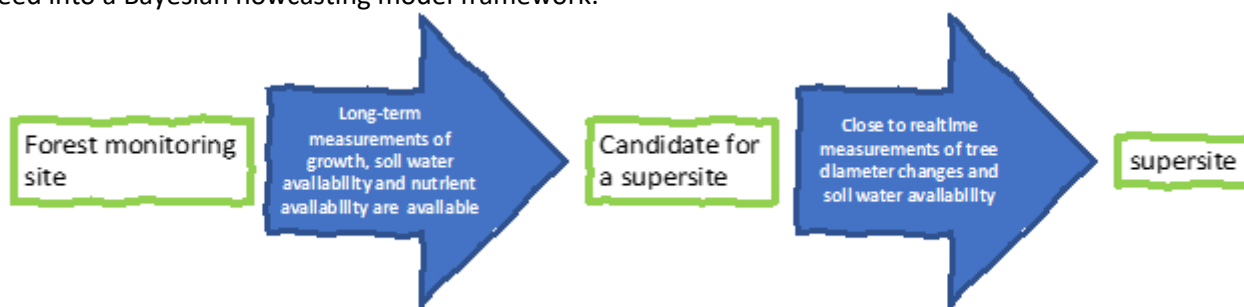 eed into a Bayesian nowcasting model framework.
Forest monitoring
site
Long-term
measurements of
growth, soil water
availability and nutrient
availability are available
Candidate for
a supersite
Close to realtime
measurements of tree
diameter changes and
soil water availability
supersite